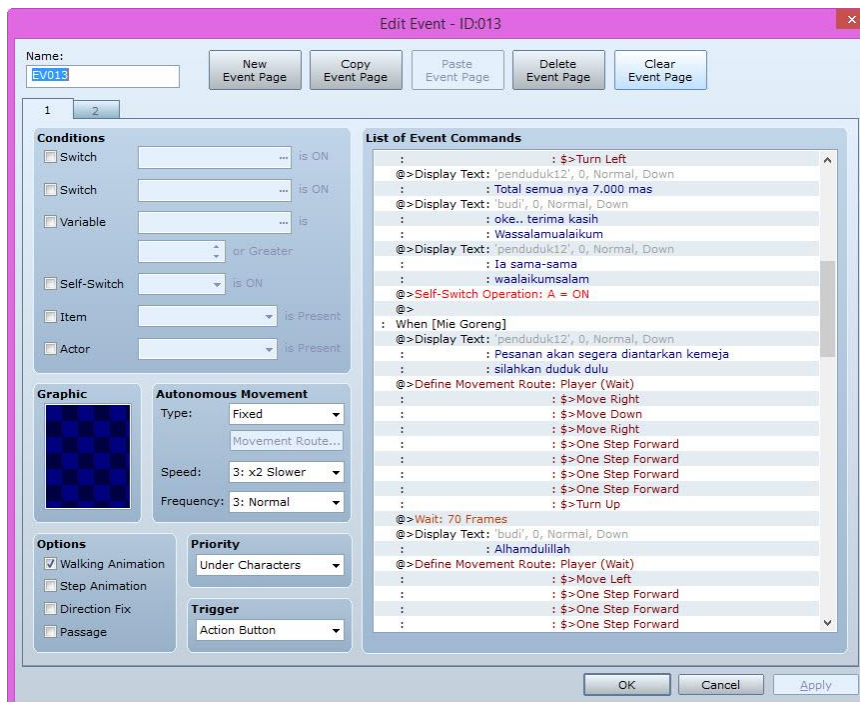 Edit Event - ID:013
Name:
EV013
New Event Page
Copy Event Page
Paste Event Page
Delete Event Page
Clear Event Page
1 2
Conditions
Switch ... is ON
Switch ... is ON
Variable ... is
or Greater
Self-Switch is ON
Item is Present
Actor is Present
Graphic
Autonomous Movement
Type: Fixed
Movement Route...
Speed: 3: x2 Slower
Frequency: 3: Normal
Options
Walking Animation
Step Animation
Direction Fix
Passage
Priority
Under Characters
Trigger
Action Button
List of Event Commands
: : $>Turn Left
@>Display Text: 'penduduk12', 0, Normal, Down
: : Total semua nya 7.000 mas
@>Display Text: 'budi', 0, Normal, Down
: : oke.. terima kasih
: : Wassalamualaikum
@>Display Text: 'penduduk12', 0, Normal, Down
: : Ia sama-sama
: : waalaikumsalam
@>Self-Switch Operation: A = ON
@>
: When [Mie Goreng]
@>Display Text: 'penduduk12', 0, Normal, Down
: : Pesanan akan segera diantarkan kemeja
: : silahkan duduk dulu
@>Define Movement Route: Player (Wait)
: : $>Move Right
: : $>Move Down
: : $>Move Right
: : $>One Step Forward
: : $>One Step Forward
: : $>One Step Forward
: : $>One Step Forward
: : $>Turn Up
@>Wait: 70 Frames
@>Display Text: 'budi', 0, Normal, Down
: : Alhamdulillah
@>Define Movement Route: Player (Wait)
: : $>Move Left
: : $>One Step Forward
: : $>One Step Forward
: : $>One Step Forward
OK
Cancel
Apply